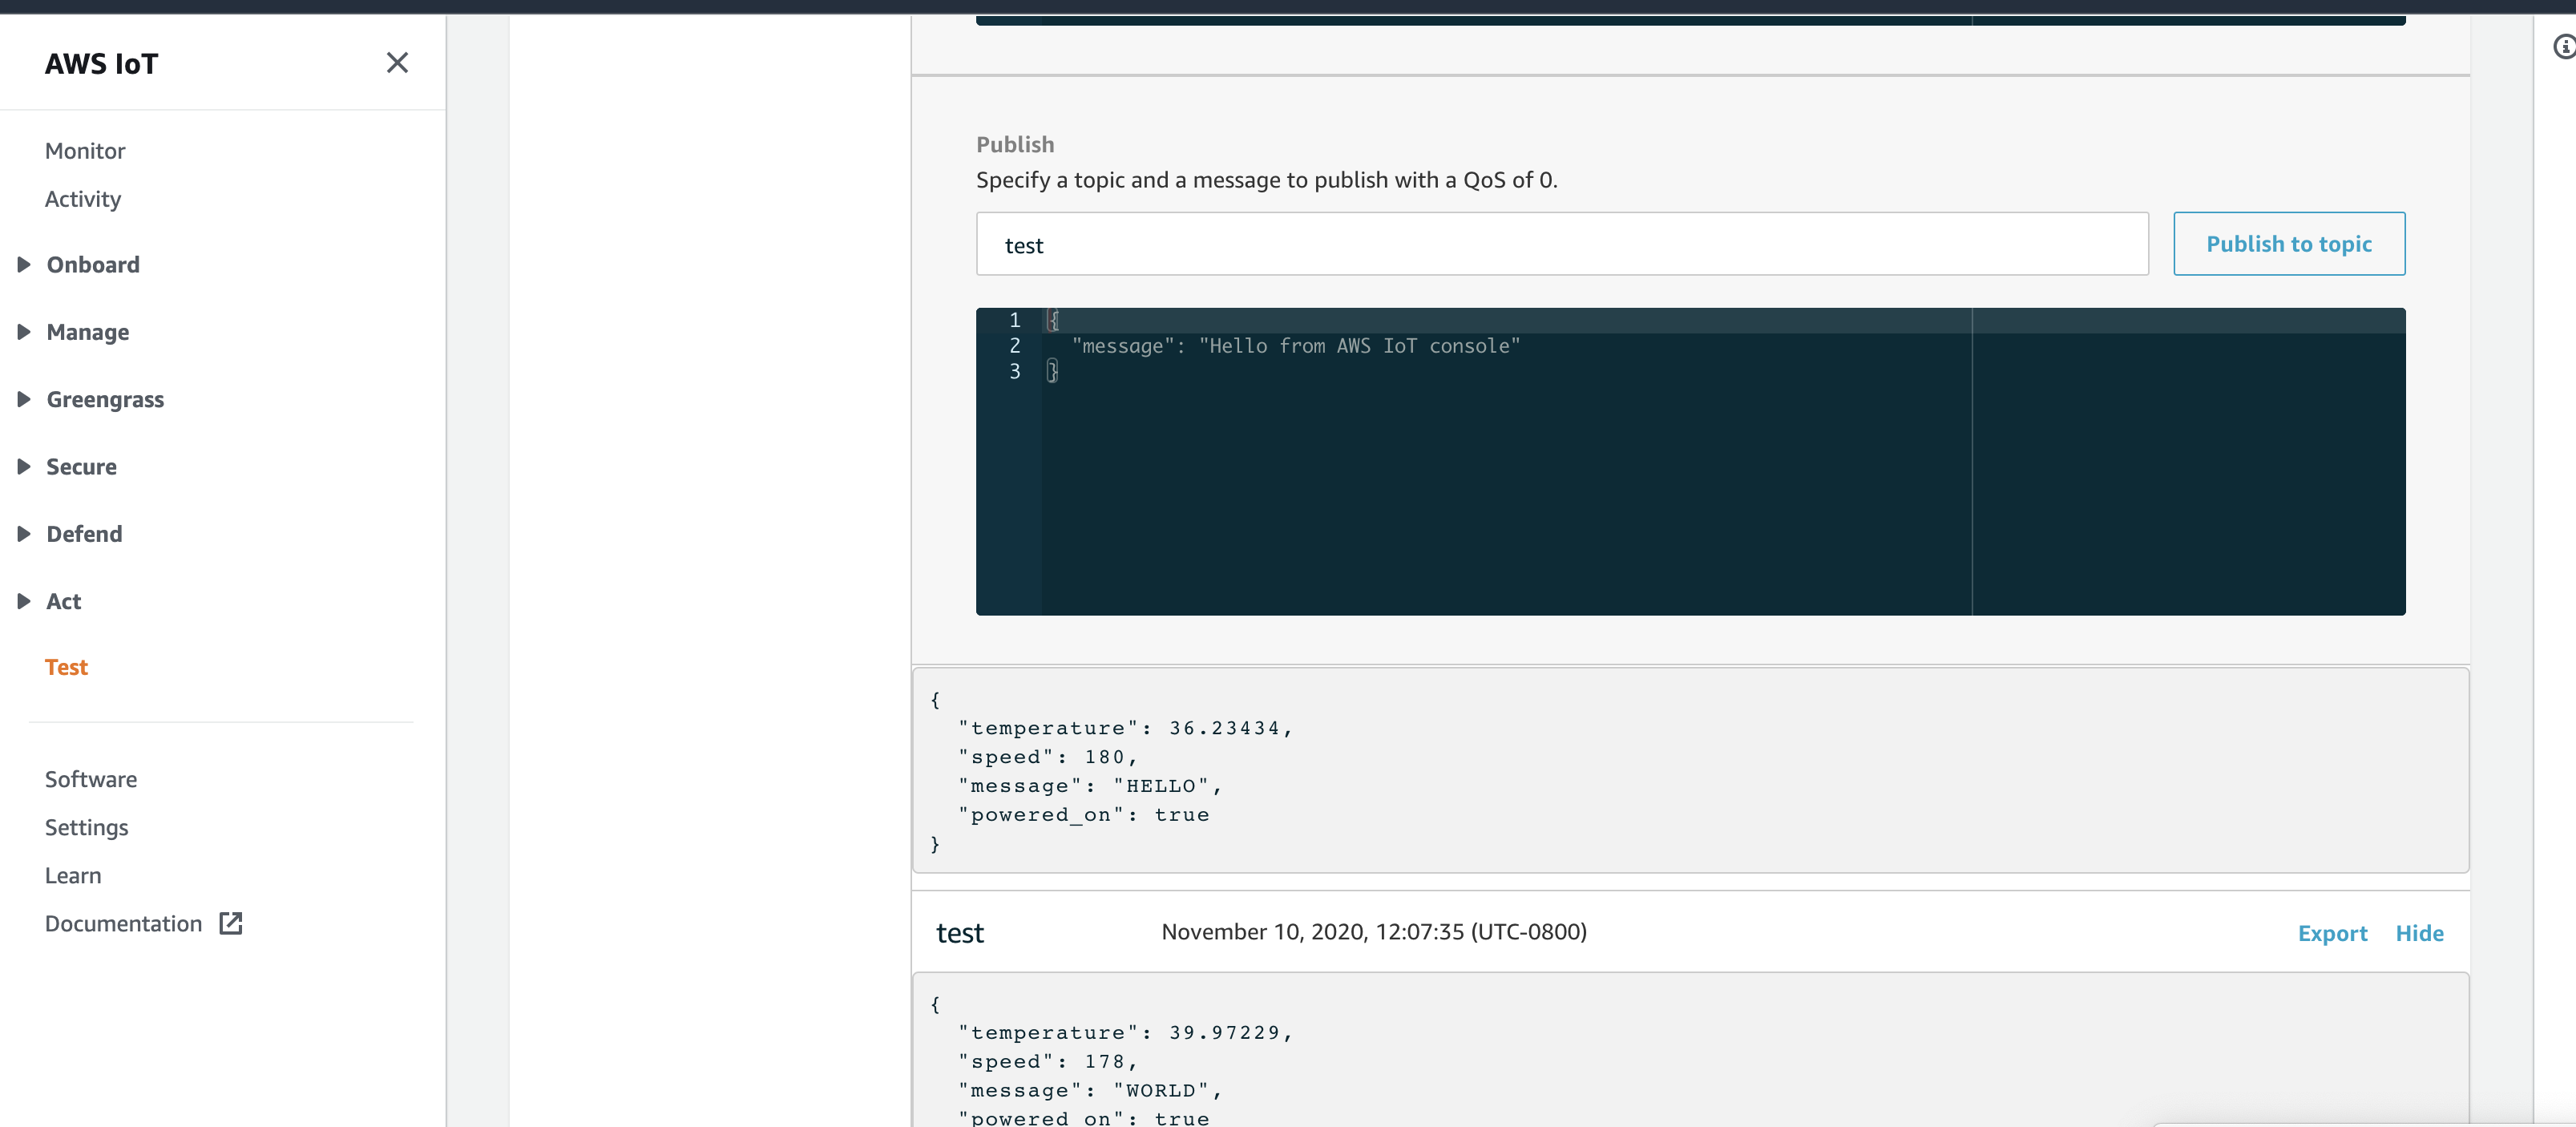 AWS IoT
Monitor
Activity
Onboard
Manage
Greengrass
Secure
Defend
Act
Test
Software
Settings
Learn
Documentation
Publish
Specify a topic and a message to publish with a QoS of 0.
test
Publish to topic
1 {
2 "message": "Hello from AWS IoT console"
3 }
{
"temperature": 36.23434,
"speed": 180,
"message": "HELLO",
"powered_on": true
}
test November 10, 2020, 12:07:35 (UTC-0800) Export Hide
{
"temperature": 39.97229,
"speed": 178,
"message": "WORLD",
"powered_on": true